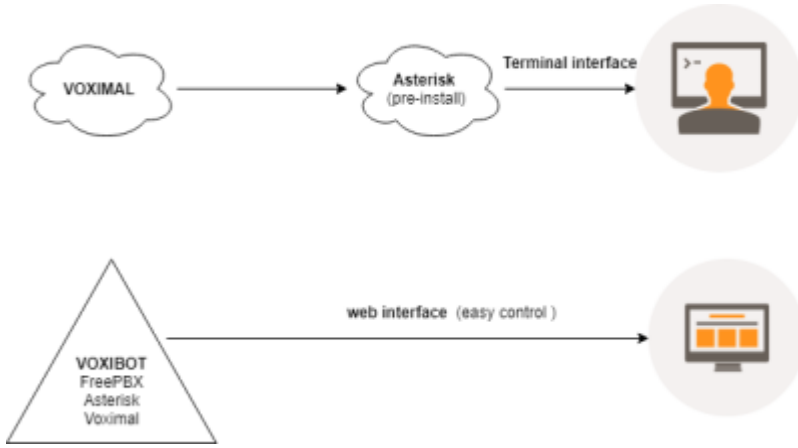 VOXIMAL
Asterisk
(pre-install)
Terminal interface
>-
web interface (easy control )
VOXIBOT
FreePBX
Asterisk
Voximal